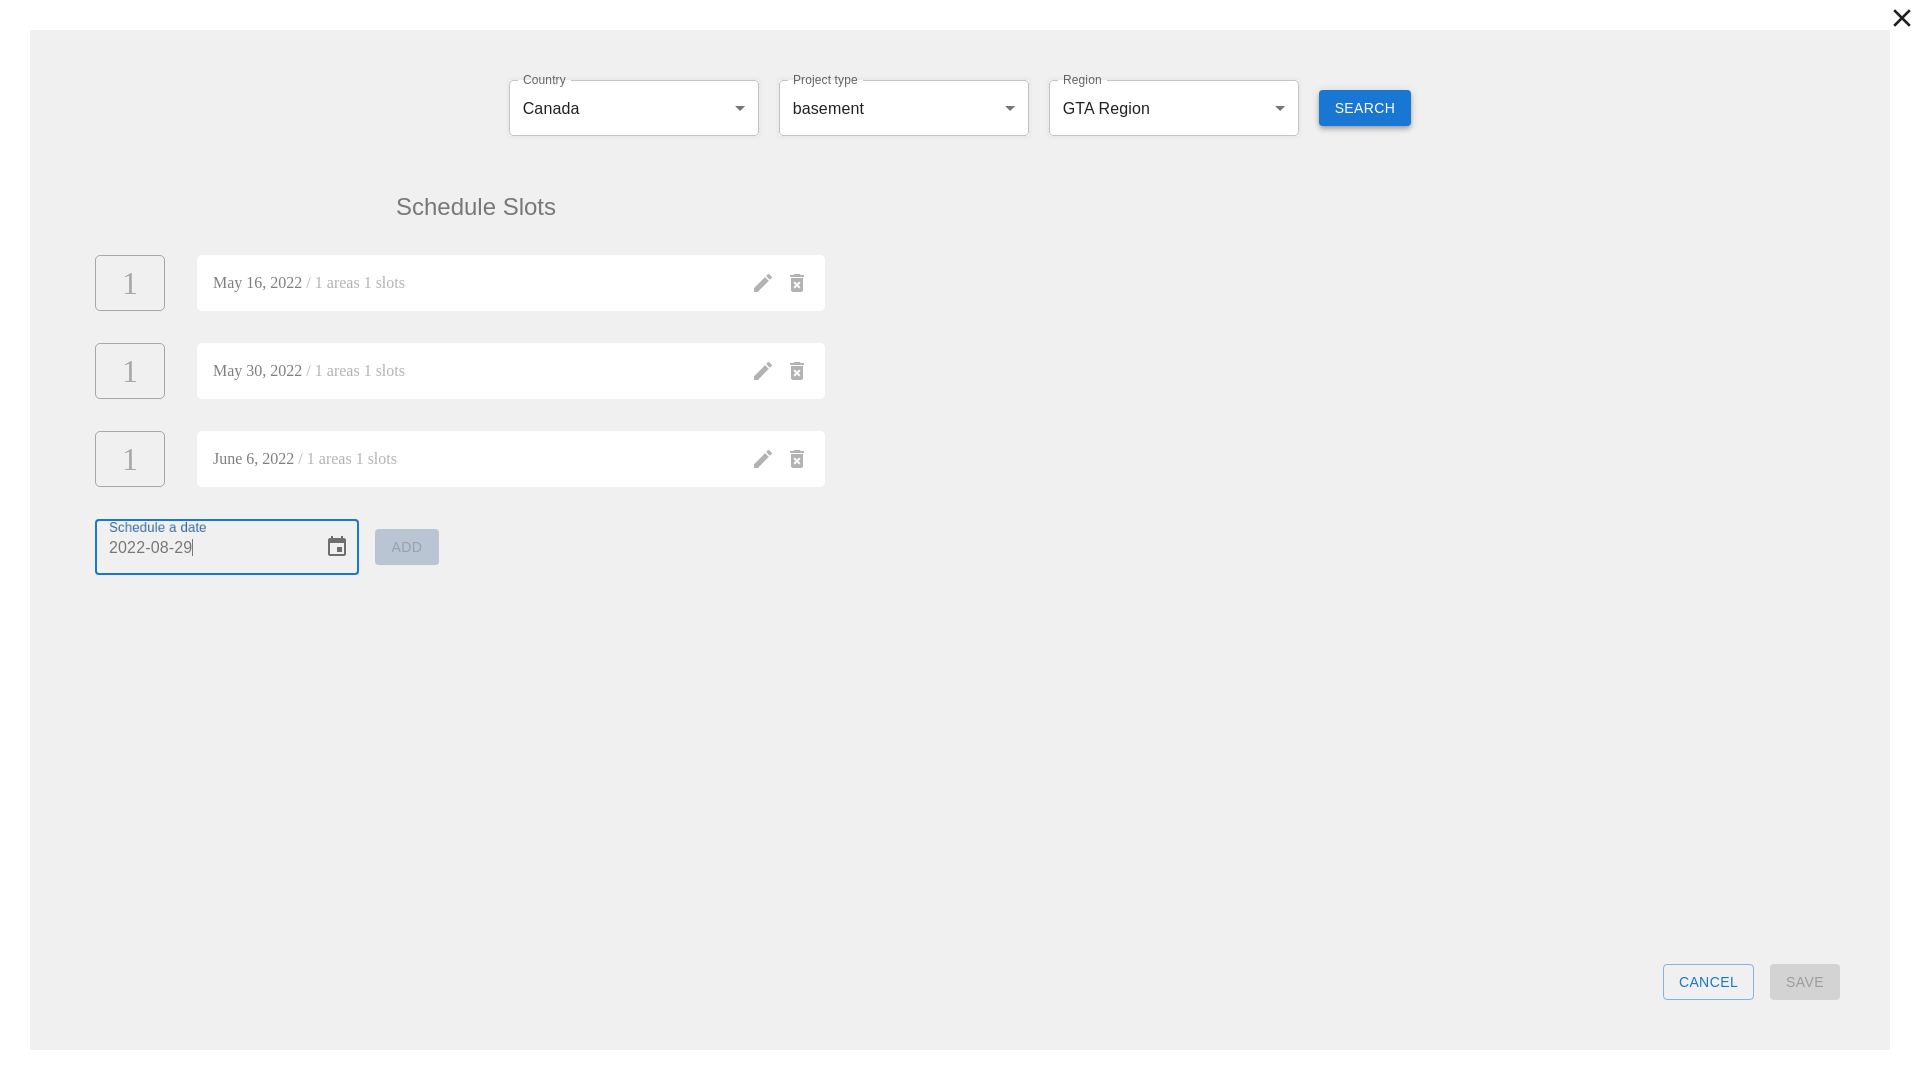 Country
Canada
Project type
basement
Region
GTA Region
SEARCH
Schedule Slots
1
May 16, 2022 / 1 areas 1 slots
1
May 30, 2022 / 1 areas 1 slots
1
June 6, 2022 / 1 areas 1 slots
Schedule a date
2022-08-29
ADD
CANCEL
SAVE